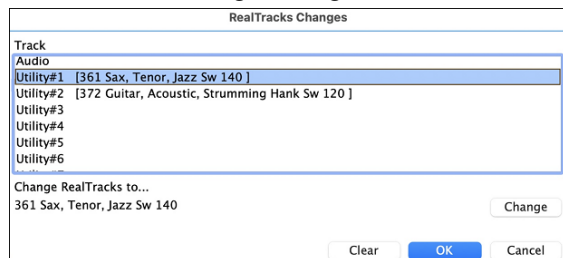 RealTracks Changes
Track
Audio
Utility#1 [361 Sax, Tenor, Jazz Sw 140 ]
Utility#2 [372 Guitar, Acoustic, Strumming Hank Sw 120 ]
Utility#3
Utility#4
Utility#5
Utility#6
Change RealTracks to...
361 Sax, Tenor, Jazz Sw 140
Change
Clear OK Cancel